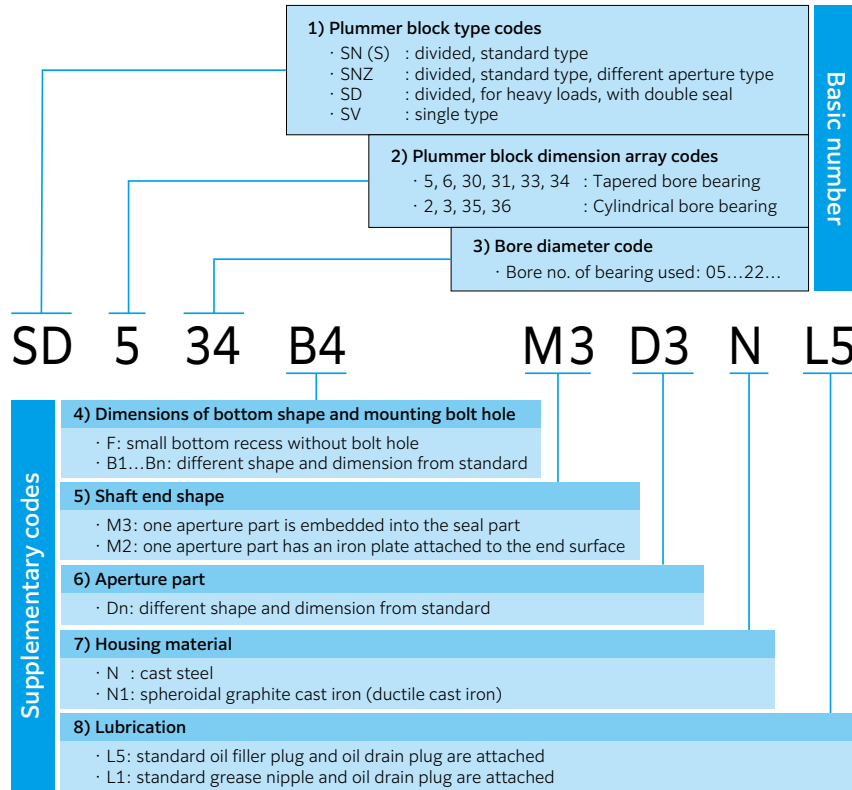 1) Plummer block type codes
· SN (S) : divided, standard type
· SNZ : divided, standard type, different aperture type
· SD : divided, for heavy loads, with double seal
· SV : single type
Basic number
2) Plummer block dimension array codes
· 5, 6, 30, 31, 33, 34 : Tapered bore bearing
· 2, 3, 35, 36 : Cylindrical bore bearing
3) Bore diameter code
· Bore no. of bearing used: 05...22...
SD 5 34 B4 M3 D3 N L5
Supplementary codes
4) Dimensions of bottom shape and mounting bolt hole
· F: small bottom recess without bolt hole
· B1...Bn: different shape and dimension from standard
5) Shaft end shape
· M3: one aperture part is embedded into the seal part
· M2: one aperture part has an iron plate attached to the end surface
6) Aperture part
· Dn: different shape and dimension from standard
7) Housing material
· N : cast steel
· N1: spheroidal graphite cast iron (ductile cast iron)
8) Lubrication
· L5: standard oil filler plug and oil drain plug are attached
· L1: standard grease nipple and oil drain plug are attached